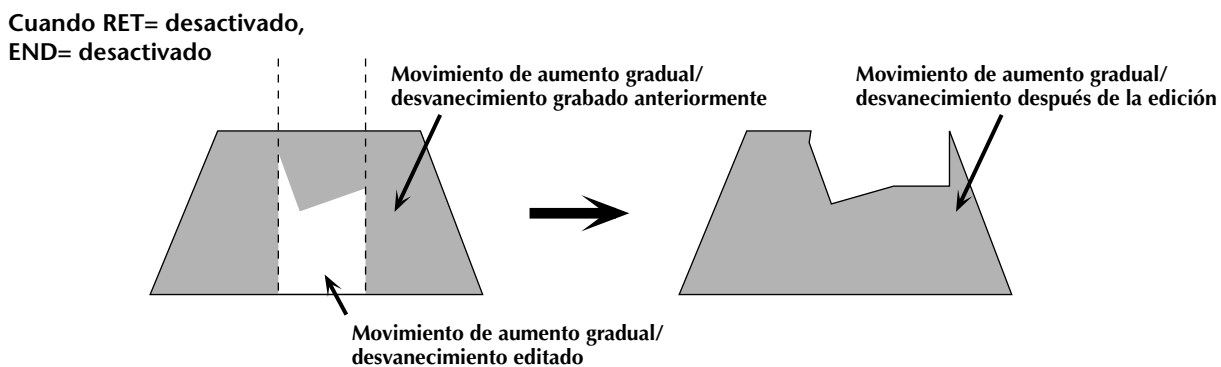 Cuando RET= desactivado,
END= desactivado
Movimiento de aumento gradual/
desvanecimiento grabado anteriormente
Movimiento de aumento gradual/
desvanecimiento después de la edición
Movimiento de aumento gradual/
desvanecimiento editado